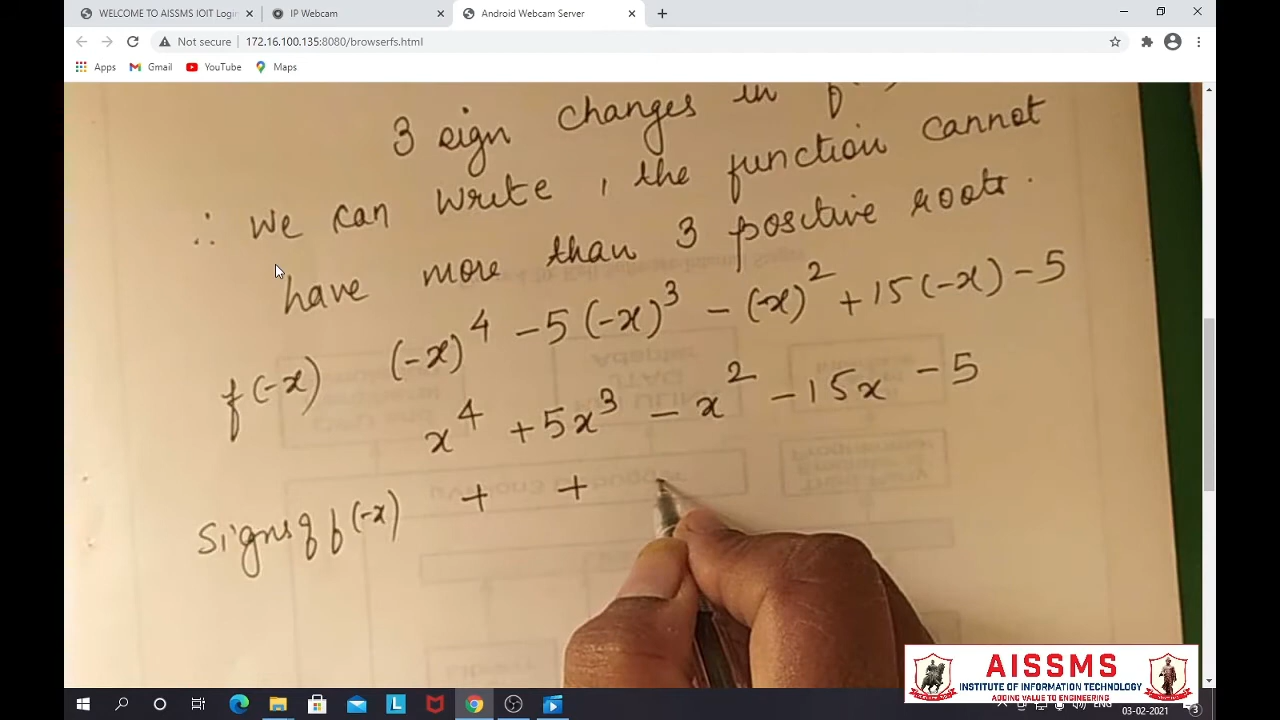 WELCOME TO AISSMS IOIT Login
IP Webcam
Android Webcam Server
Not secure
172.16.100.135:8080/browserfs.html
Apps
Gmail
YouTube
Maps
3 sign changes in
∴ we can write, the function cannot
have more than 3 positive roots.
f(-x) (-x)^4 - 5(-x)^3 - (-x)^2 + 15(-x) - 5
x^4 + 5x^3 - x^2 - 15x - 5
Signs of f(-x) + +
AISSMS
INSTITUTE OF INFORMATION TECHNOLOGY
ADDING VALUE TO ENGINEERING
ENG
03-02-2021
3